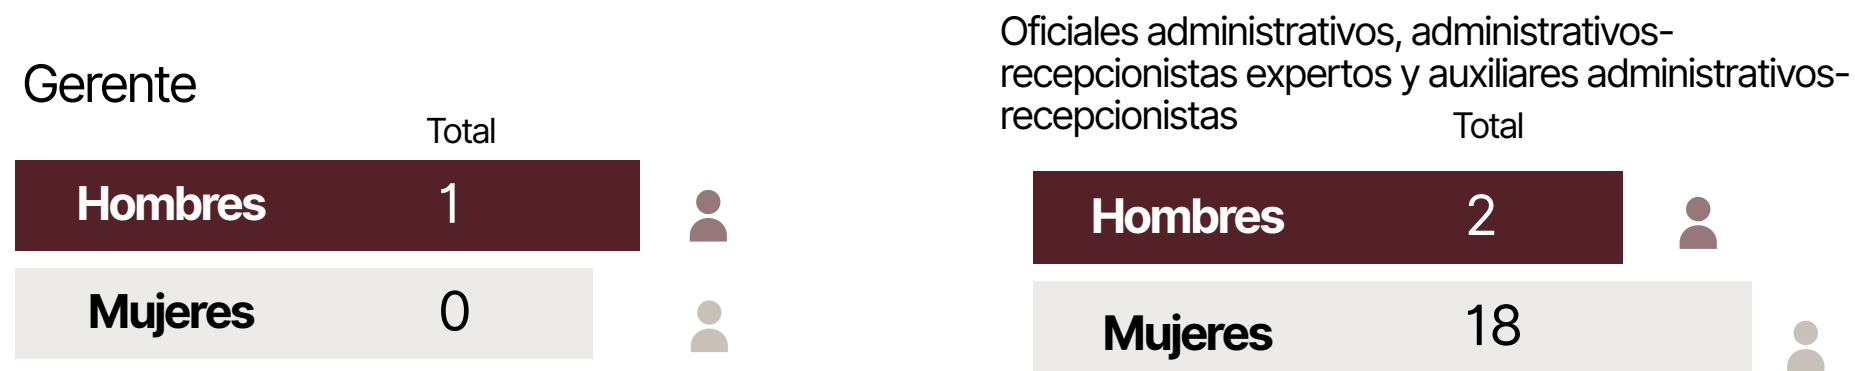 Gerente
Total
Hombres 1
Mujeres 0
Oficiales administrativos, administrativos-
recepcionistas expertos y auxiliares administrativos-
recepcionistas
Total
Hombres 2
Mujeres 18